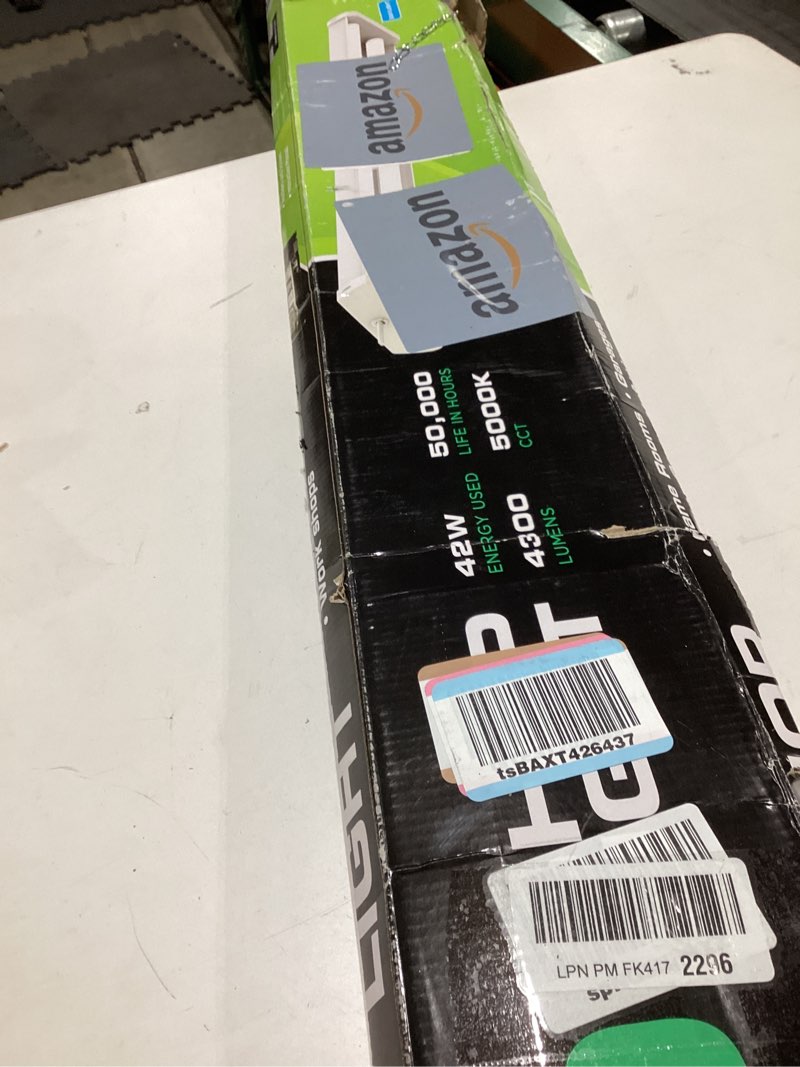 amazon
amazon
50,000
LIFE IN HOURS
5000K
CCT
42W
ENERGY USED
4300
LUMENS
• Work Shops
• Game Rooms • Garages
LIGHT
tsBAXT426437
LPN PM FK417 2296